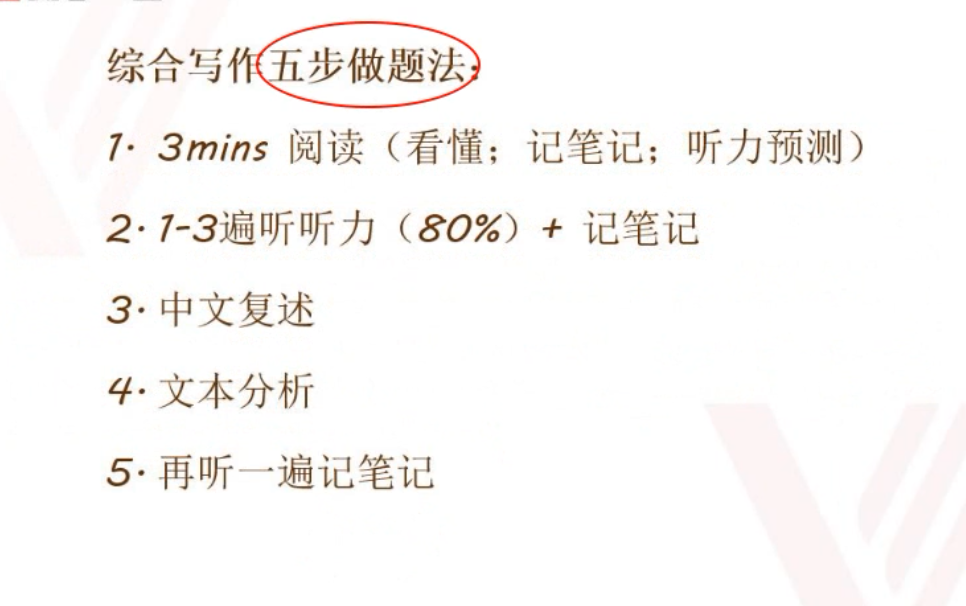 综合写作五步做题法：
1. 3mins 阅读（看懂；记笔记；听力预测）
2. 1-3遍听听力（80%）+ 记笔记
3. 中文复述
4. 文本分析
5. 再听一遍记笔记